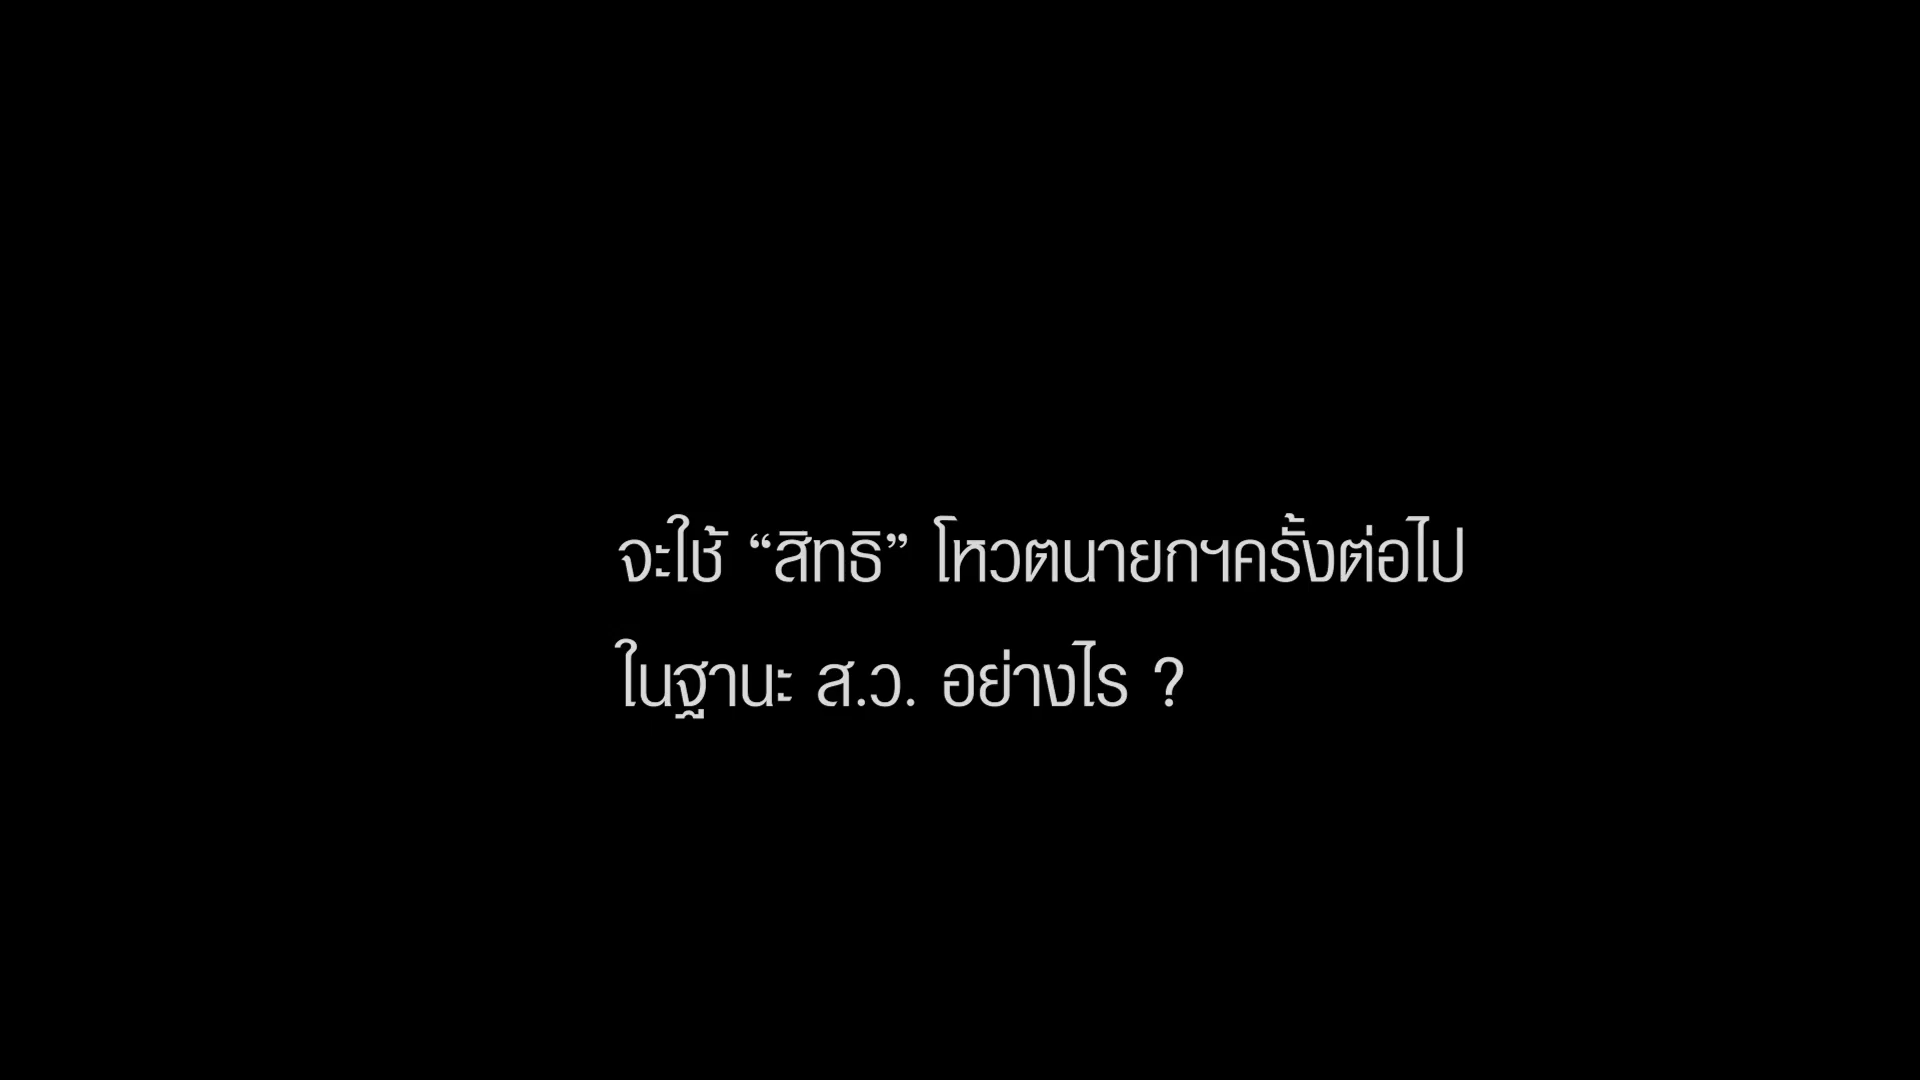 จะใช้ “สิทธิ” โหวตนายกฯครั้งต่อไป
ในฐานะ ส.ว. อย่างไร ?